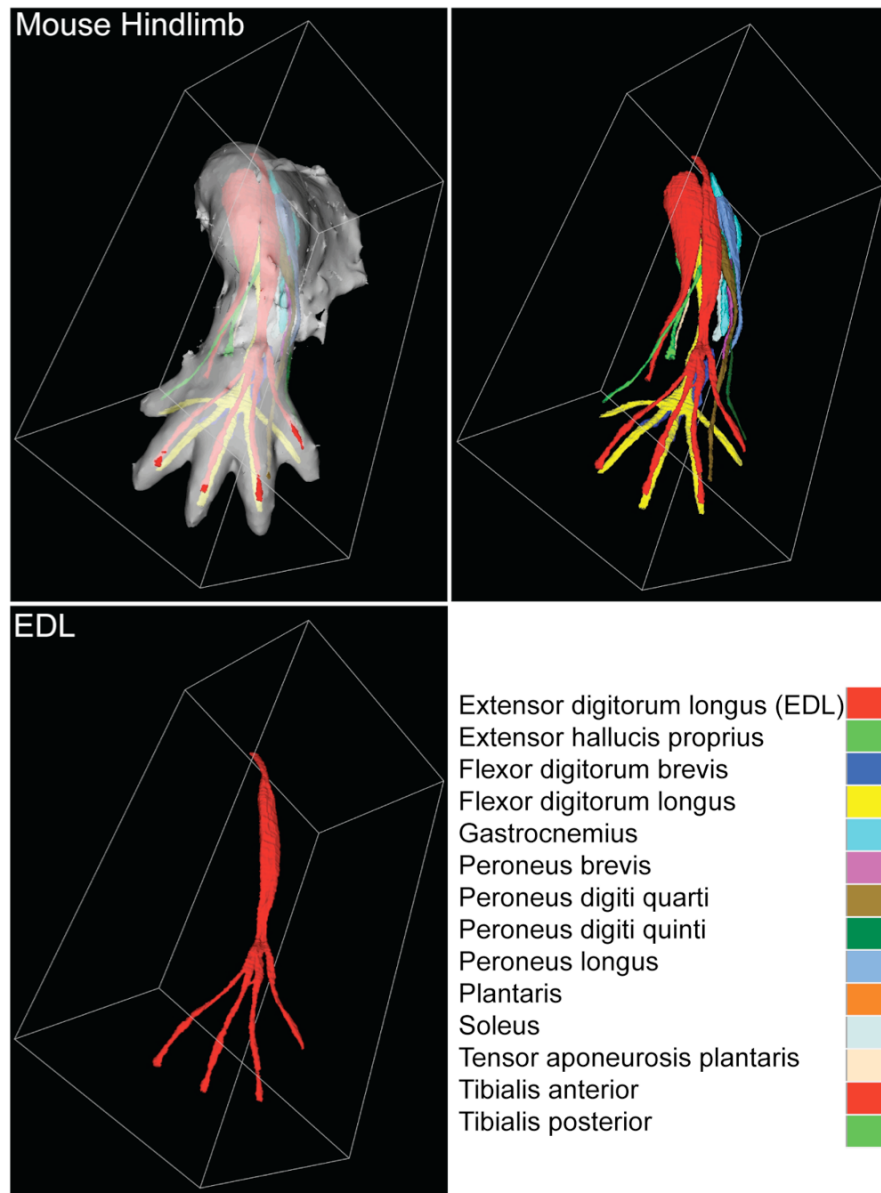 Mouse Hindlimb
EDL
Extensor digitorum longus (EDL)
Extensor hallucis proprius
Flexor digitorum brevis
Flexor digitorum longus
Gastrocnemius
Peroneus brevis
Peroneus digiti quarti
Peroneus digiti quinti
Peroneus longus
Plantaris
Soleus
Tensor aponeurosis plantaris
Tibialis anterior
Tibialis posterior